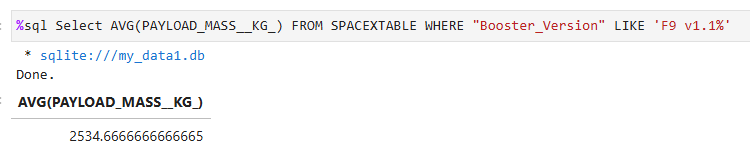 %sql Select AVG(PAYLOAD_MASS__KG_) FROM SPACEXTABLE WHERE "Booster_Version" LIKE 'F9 v1.1%'
* sqlite:///my_data1.db
Done.
AVG(PAYLOAD_MASS__KG_)
2534.6666666666665